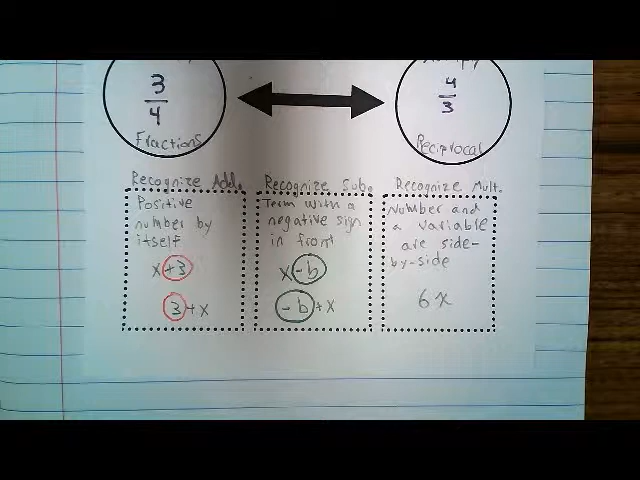 3
4
Fractions
4
3
Reciprocal
Recognize Add.
Positive
number by
itself
x+3
3+x
Recognize Sub.
Term with a
negative sign
in front
x-b
-b+x
Recognize Mult.
Number and
a variable
are side-
by-side
6x